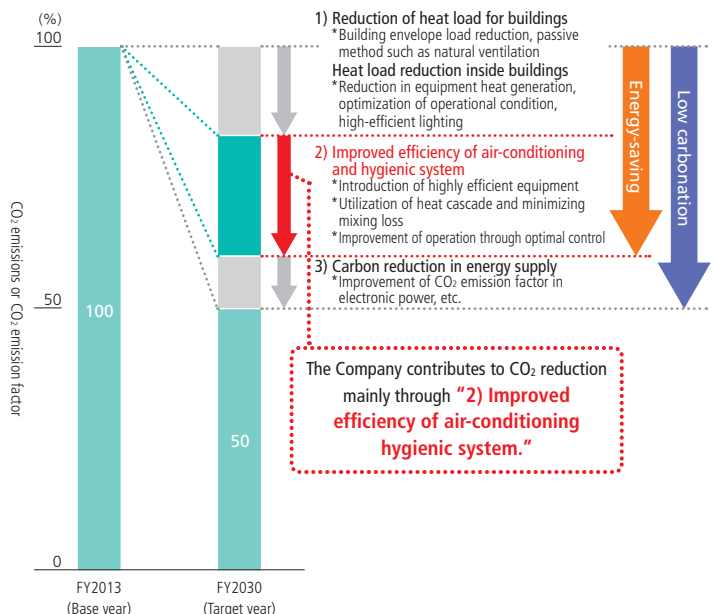 (%)
100
50
0
CO₂ emissions or CO₂ emission factor
100
50
FY2013
(Base year)
FY2030
(Target year)
1) Reduction of heat load for buildings
*Building envelope load reduction, passive
method such as natural ventilation
Heat load reduction inside buildings
*Reduction in equipment heat generation,
optimization of operational condition,
high-efficient lighting
2) Improved efficiency of air-conditioning
and hygienic system
*Introduction of highly efficient equipment
*Utilization of heat cascade and minimizing
mixing loss
*Improvement of operation through optimal control
3) Carbon reduction in energy supply
*Improvement of CO₂ emission factor in
electronic power, etc.
Energy-saving
Low carbonation
The Company contributes to CO₂ reduction
mainly through "2) Improved
efficiency of air-conditioning
hygienic system."